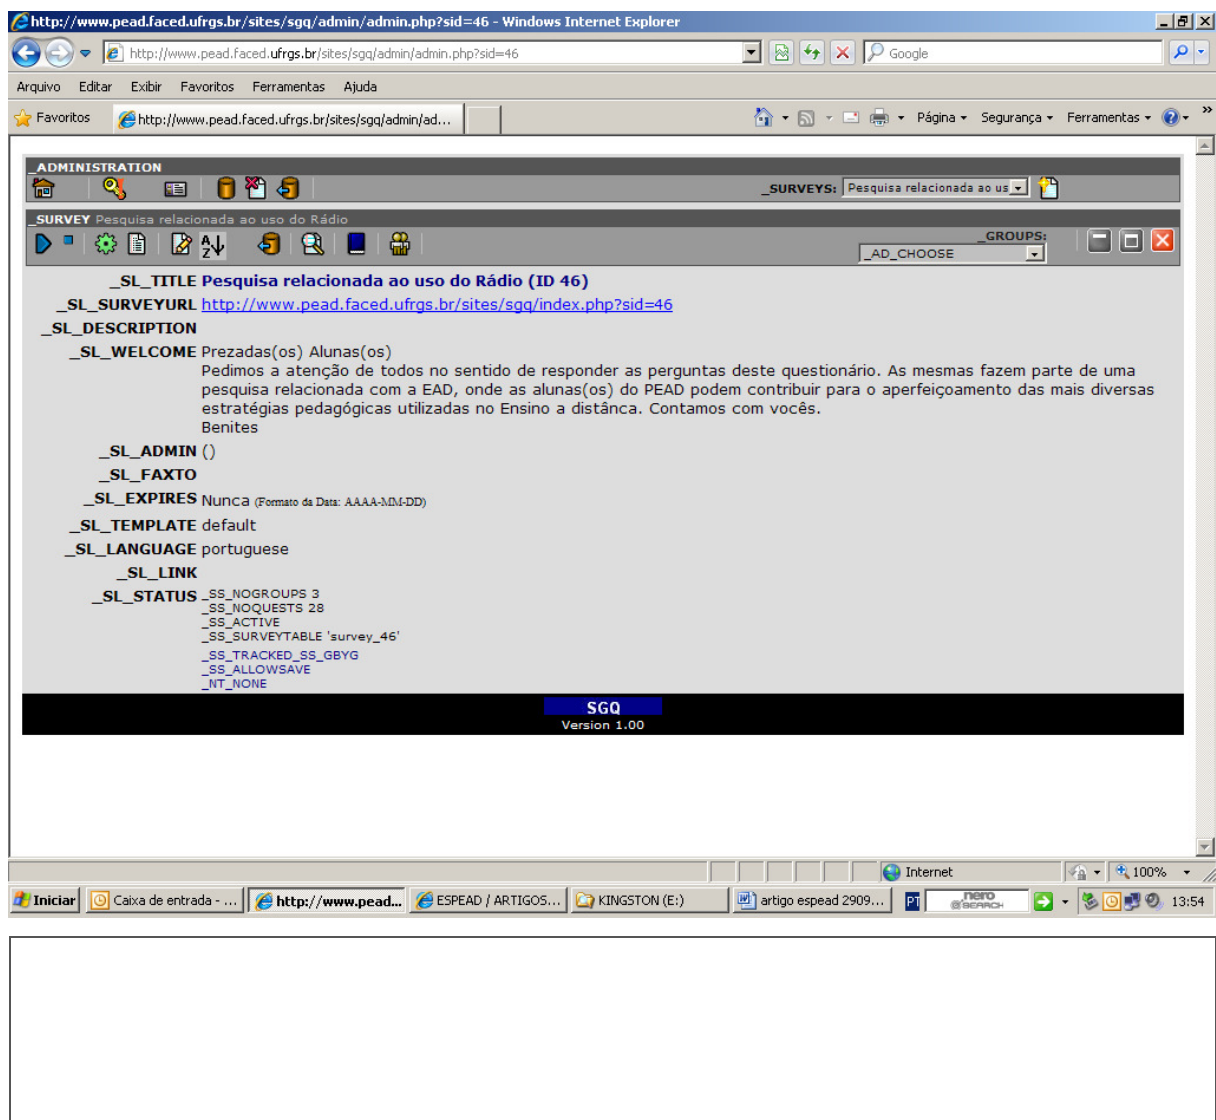 http://www.pead.faced.ufrgs.br/sites/sgq/admin/admin.php?sid=46 - Windows Internet Explorer
http://www.pead.faced.ufrgs.br/sites/sgq/admin/admin.php?sid=46
Google
Arquivo Editar Exibir Favoritos Ferramentas Ajuda
Favoritos http://www.pead.faced.ufrgs.br/sites/sgq/admin/ad... Página Segurança Ferramentas
_ADMINISTRATION
_SURVEYS: Pesquisa relacionada ao us
_SURVEY Pesquisa relacionada ao uso do Rádio
_GROUPS:
_AD_CHOOSE
_SL_TITLE Pesquisa relacionada ao uso do Rádio (ID 46)
_SL_SURVEYURL http://www.pead.faced.ufrgs.br/sites/sgq/index.php?sid=46
_SL_DESCRIPTION
_SL_WELCOME Prezadas(os) Alunas(os)
Pedimos a atenção de todos no sentido de responder as perguntas deste questionário. As mesmas fazem parte de uma
pesquisa relacionada com a EAD, onde as alunas(os) do PEAD podem contribuir para o aperfeiçoamento das mais diversas
estratégias pedagógicas utilizadas no Ensino a distânca. Contamos com vocês.
Benites
_SL_ADMIN ()
_SL_FAXTO
_SL_EXPIRES Nunca (Formato da Data: AAAA-MM-DD)
_SL_TEMPLATE default
_SL_LANGUAGE portuguese
_SL_LINK
_SL_STATUS _SS_NOGROUPS 3
_SS_NOQUESTS 28
_SS_ACTIVE
_SS_SURVEYTABLE 'survey_46'
_SS_TRACKED_SS_GBYG
_SS_ALLOWSAVE
_NT_NONE
SGQ
Version 1.00
Internet 100%
Iniciar Caixa de entrada - ... http://www.pead... ESPEAD / ARTIGOS... KINGSTON (E:) artigo espead 2909... PT nero SEARCH 13:54